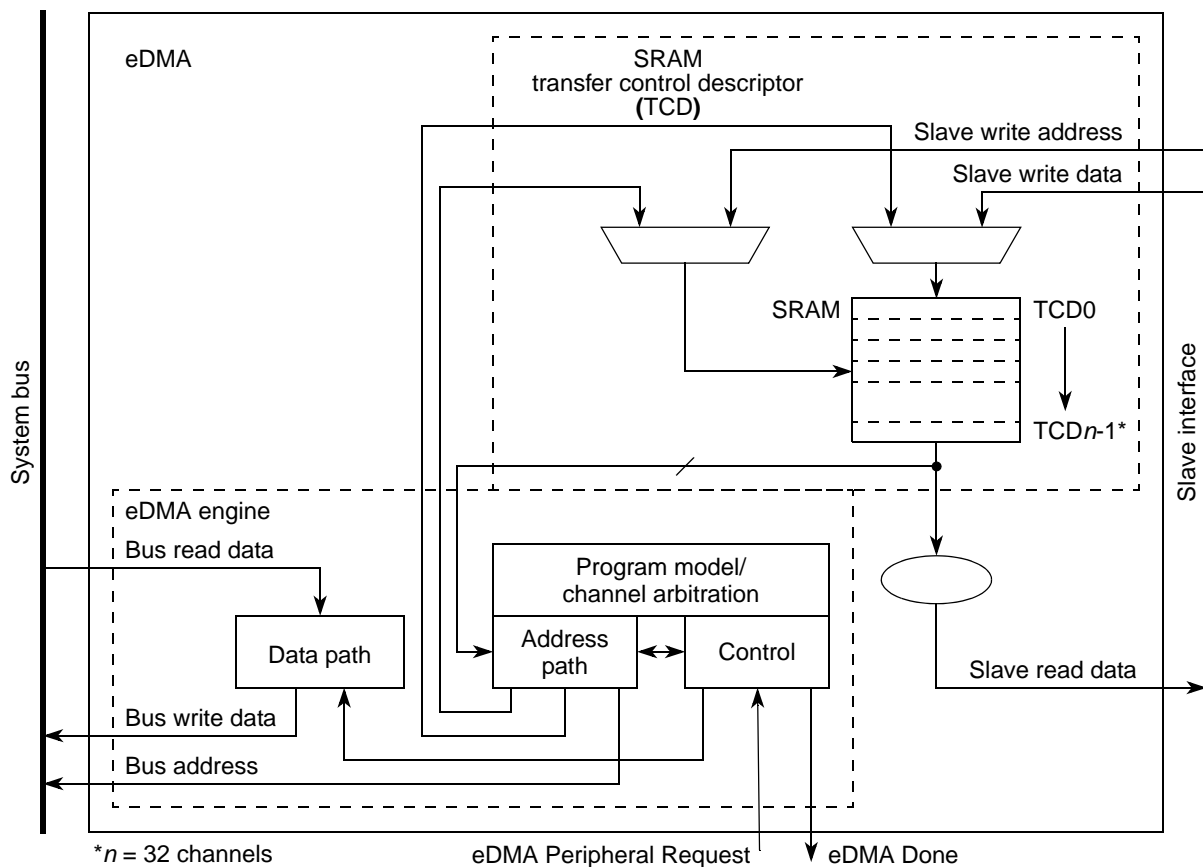 eDMA
SRAM
transfer control descriptor
(TCD)
Slave write address
Slave write data
SRAM
TCD0
TCDn-1*
System bus
Slave interface
eDMA engine
Bus read data
Program model/
channel arbitration
Data path
Address
path
Control
Slave read data
Bus write data
Bus address
*n = 32 channels
eDMA Peripheral Request
eDMA Done